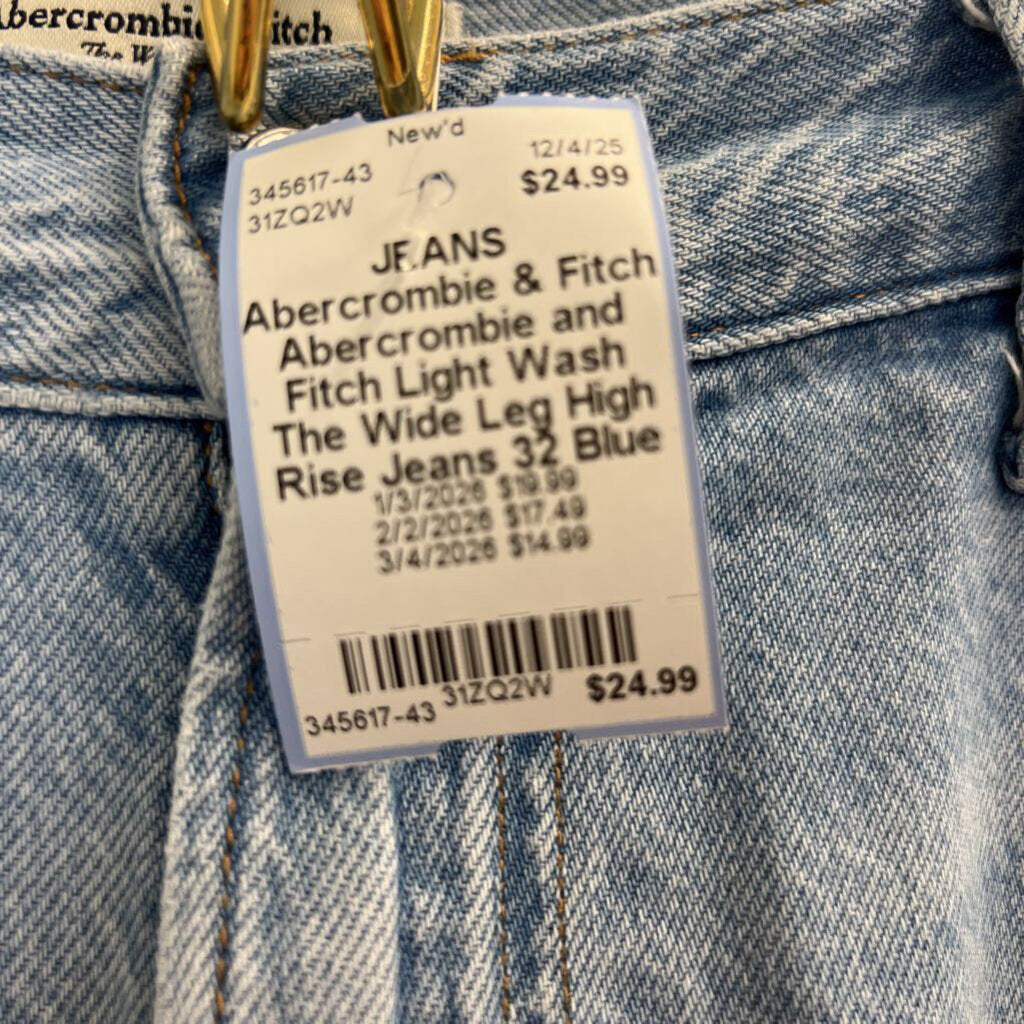 Abercrombie Fitch
The W
New'd
345617-43
12/4/25
31ZQ2W
$24.99
JEANS
Abercrombie & Fitch
Abercrombie and
Fitch Light Wash
The Wide Leg High
Rise Jeans 32 Blue
1/3/2026 $19.99
2/2/2026 $17.49
3/4/2026 $14.99
345617-43 31ZQ2W $24.99